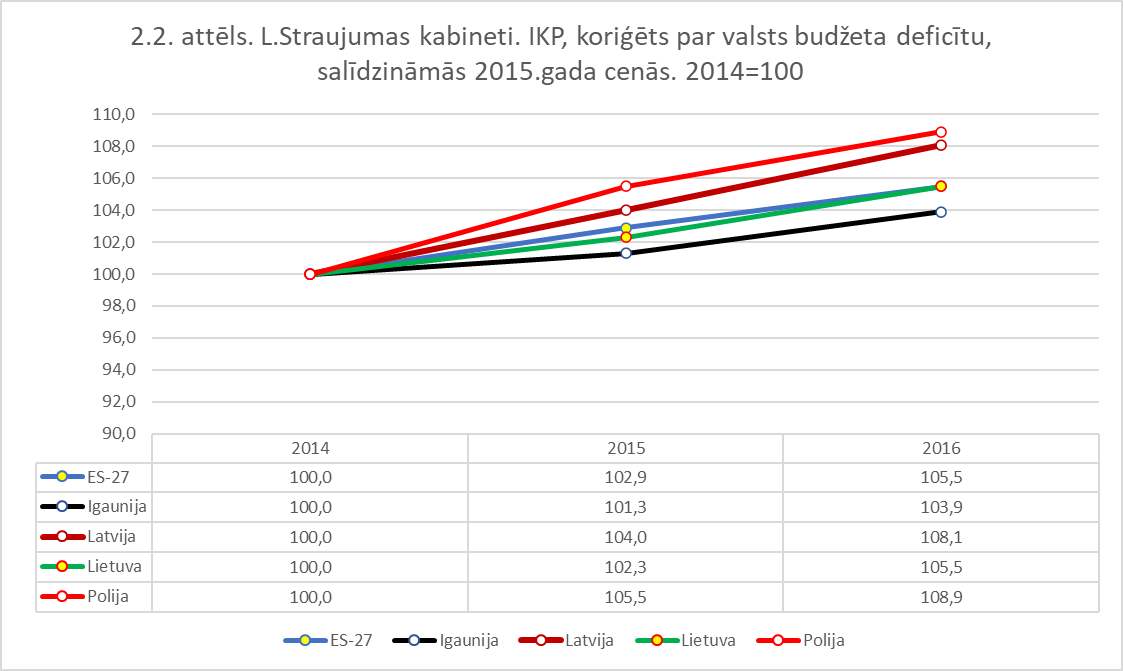 2.2. attēls. L.Straujumas kabineti. IKP, koriģēts par valsts budžeta deficītu,
salīdzināmās 2015.gada cenās. 2014=100
110,0
108,0
106,0
104,0
102,0
100,0
98,0
96,0
94,0
92,0
90,0
2014 2015 2016
ES-27 100,0 102,9 105,5
Igaunija 100,0 101,3 103,9
Latvija 100,0 104,0 108,1
Lietuva 100,0 102,3 105,5
Polija 100,0 105,5 108,9
ES-27 Igaunija Latvija Lietuva Polija